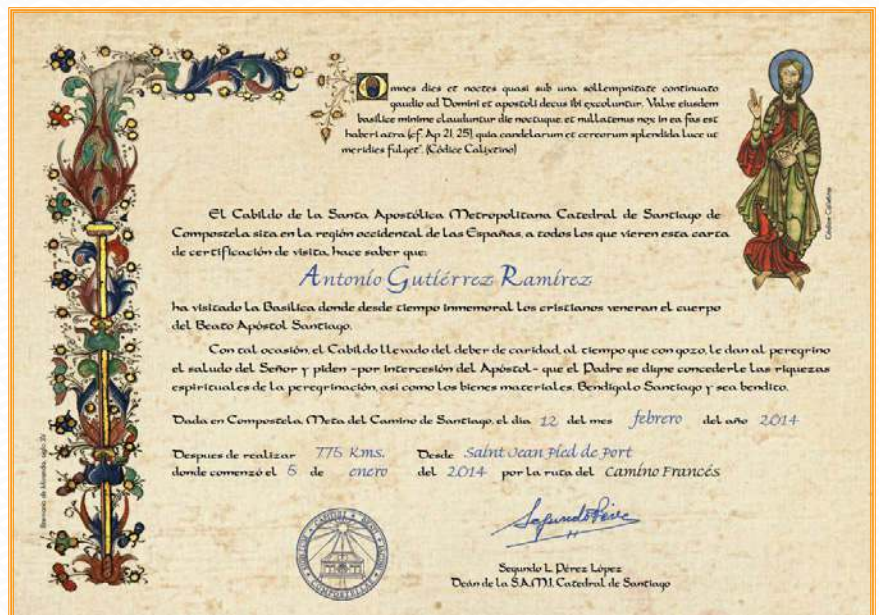 Omnes dies et noctes quasi sub una sollempnitate continuato
gaudio ad Domini et apostoli decus ibi excoluntur. Valve eiusdem
basilice minime clauduntur die noctuque, et nullatenus nox in ea fas est
haberi atra (cf. Ap 21, 25), quia candelarum et cereorum splendida luce ut
meridies fulget". (Códice Calixtino)
Códice Calixtino
El Cabildo de la Santa Apostólica Metropolitana Catedral de Santiago de
Compostela sita en la región occidental de las Españas, a todos los que vieren esta carta
de certificación de visita, hace saber que:
Antonio Gutiérrez Ramírez
ha visitado la Basílica donde desde tiempo inmemoral los cristianos veneran el cuerpo
del Beato Apóstol Santiago.
Con tal ocasión, el Cabildo llevado del deber de caridad, al tiempo que con gozo, le dan al peregrino
el saludo del Señor y piden -por intercesión del Apóstol- que el Padre se digne concederle las riquezas
espirituales de la peregrinación, así como los bienes materiales. Bendígalo Santiago y sea bendito.
Dada en Compostela, Meta del Camino de Santiago, el día 12 del mes febrero del año 2014
Despues de realizar 775 Kms. Desde Saint Jean Pied de Port
donde comenzó el 5 de enero del 2014 por la ruta del Camino Francés
Segundo L. Pérez López
Deán de la S.A.M.I. Catedral de Santiago